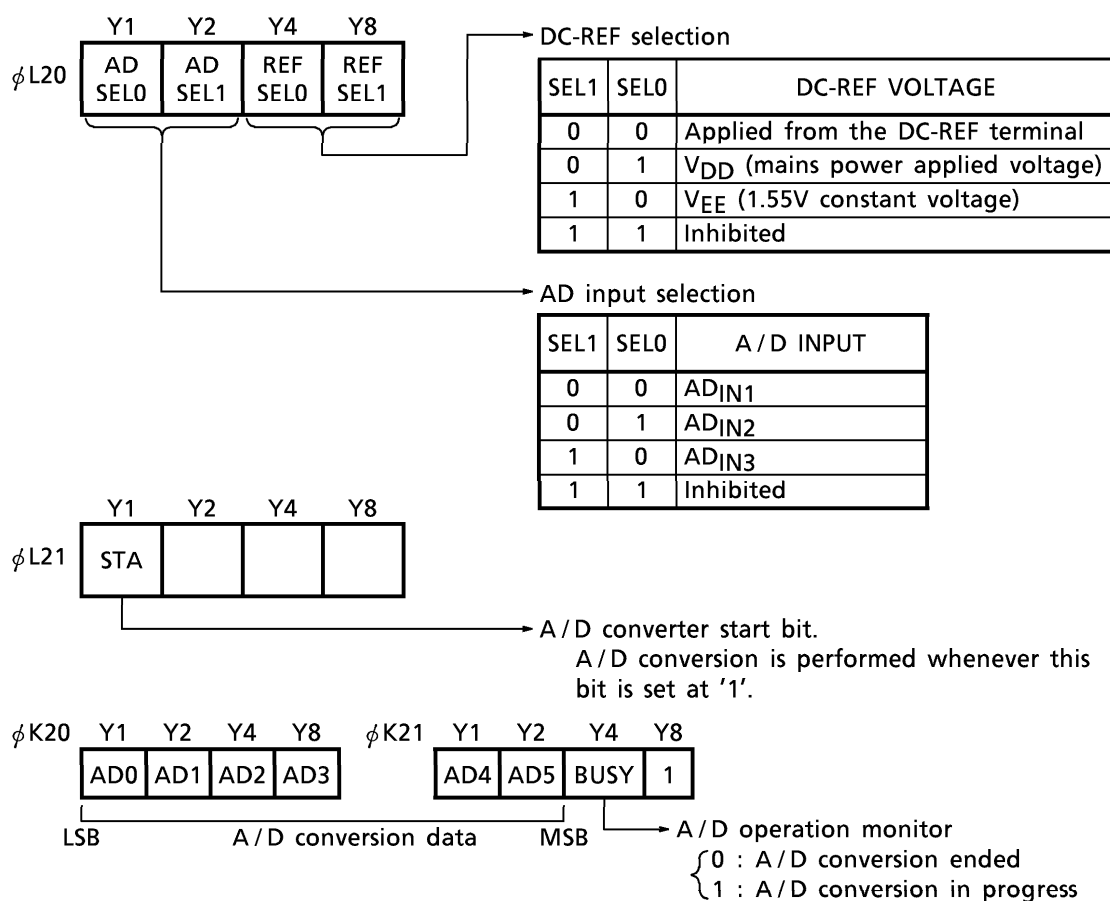 Y1 Y2 Y4 Y8
ϕL20 AD SEL0 AD SEL1 REF SEL0 REF SEL1
DC-REF selection
SEL1 SEL0 DC-REF VOLTAGE
0 0 Applied from the DC-REF terminal
0 1 VDD (mains power applied voltage)
1 0 VEE (1.55V constant voltage)
1 1 Inhibited
AD input selection
SEL1 SEL0 A/D INPUT
0 0 ADIN1
0 1 ADIN2
1 0 ADIN3
1 1 Inhibited
Y1 Y2 Y4 Y8
ϕL21 STA
A/D converter start bit.
A/D conversion is performed whenever this
bit is set at '1'.
ϕK20 Y1 Y2 Y4 Y8
AD0 AD1 AD2 AD3
ϕK21 Y1 Y2 Y4 Y8
AD4 AD5 BUSY 1
LSB A/D conversion data MSB
A/D operation monitor
0 : A/D conversion ended
1 : A/D conversion in progress